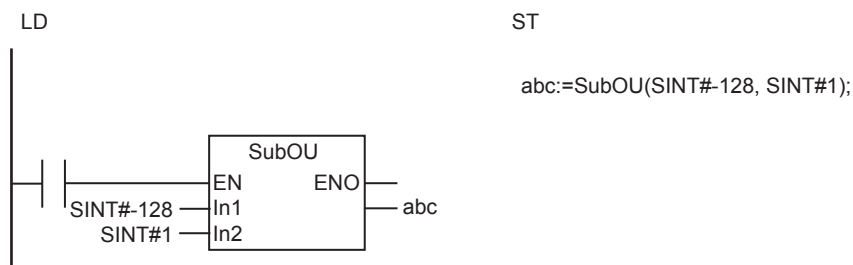 LD
ST
abc:=SubOU(SINT#-128, SINT#1);
SubOU
EN ENO
SINT#-128 In1 abc
SINT#1 In2